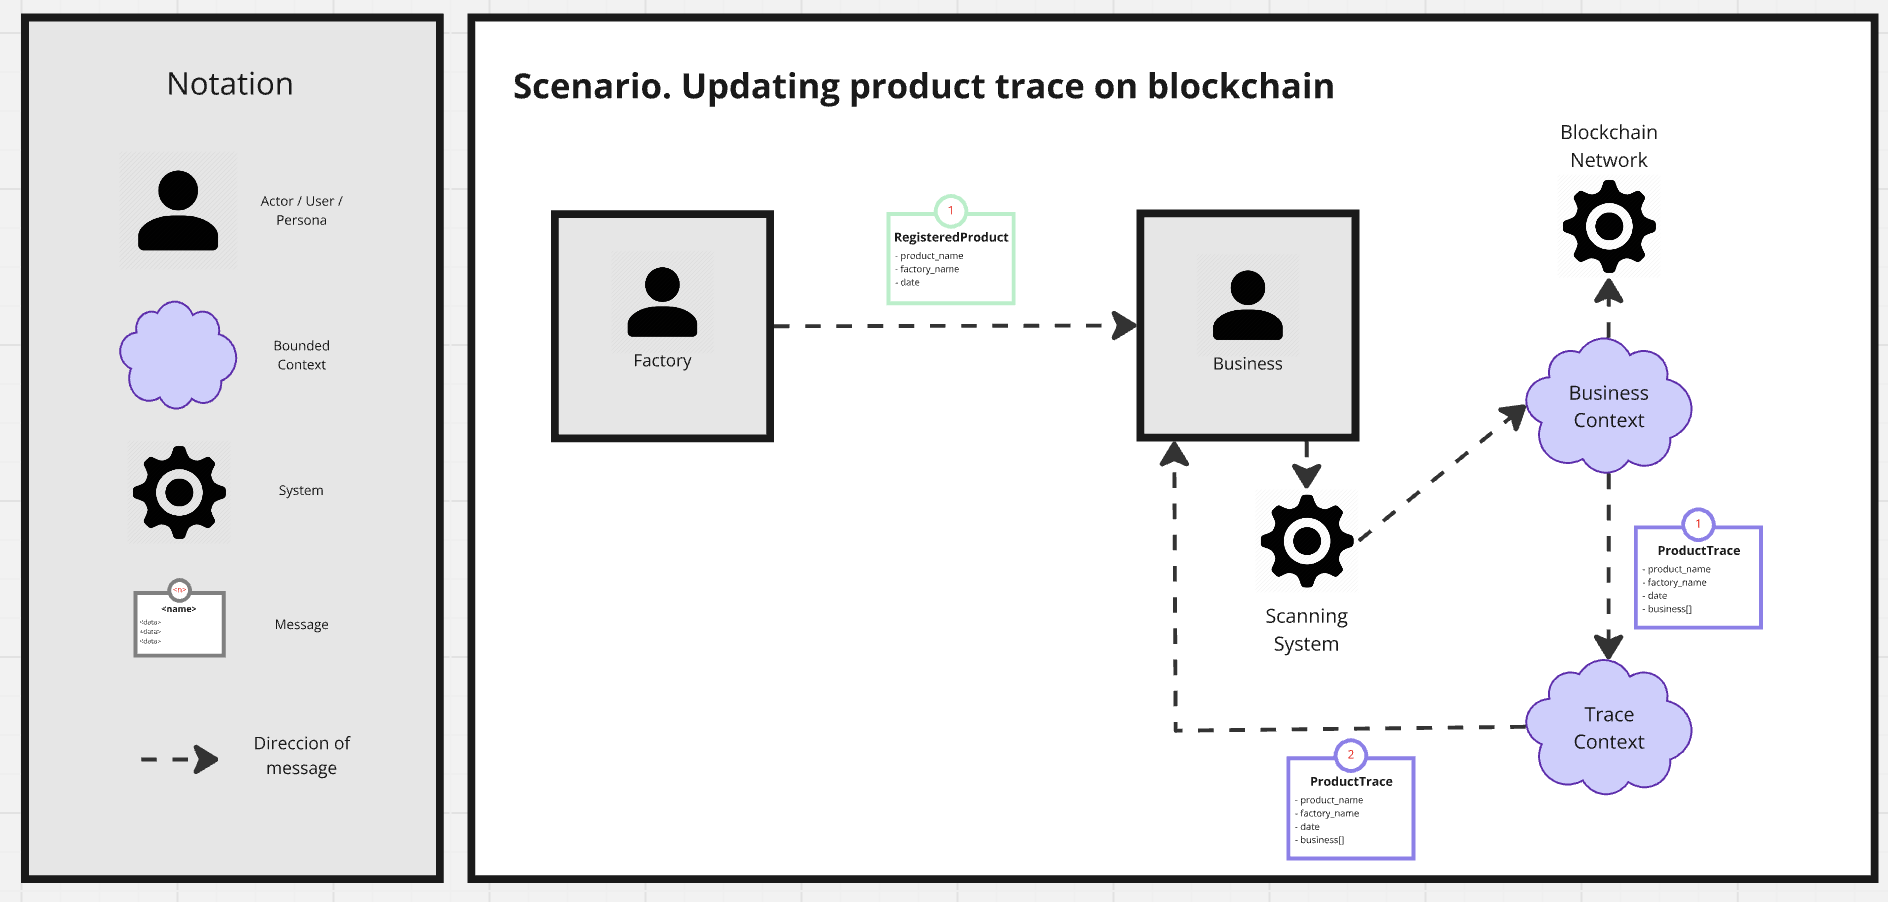 Notation
Actor / User /
Persona
Bounded
Context
System
<n>
<name>
<data>
<data>
<data>
Message
Direccion of
message
Scenario. Updating product trace on blockchain
Blockchain
Network
1
RegisteredProduct
- product_name
- factory_name
- date
Factory
Business
Business
Context
Scanning
System
1
ProductTrace
- product_name
- factory_name
- date
- business[]
Trace
Context
2
ProductTrace
- product_name
- factory_name
- date
- business[]